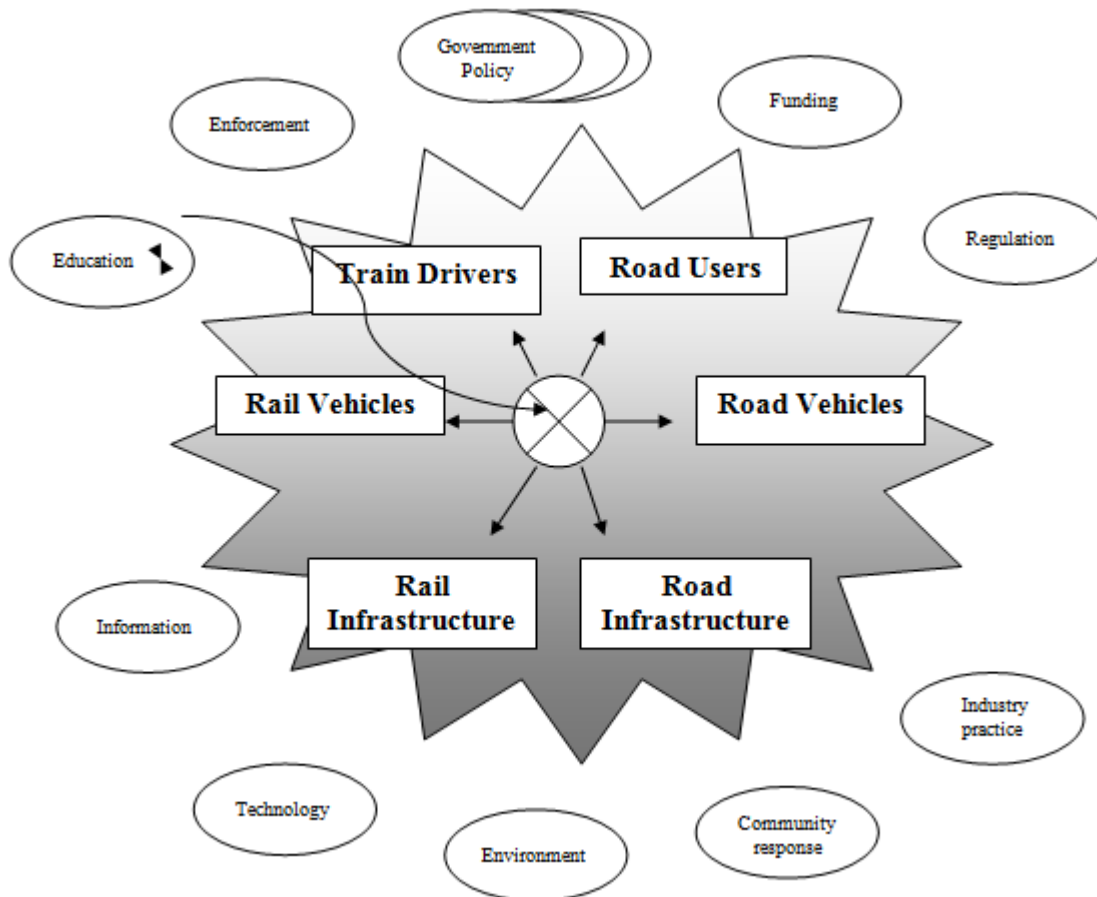 Government
Policy
Funding
Enforcement
Education
Regulation
Train Drivers
Road Users
Rail Vehicles
Road Vehicles
Rail
Infrastructure
Road
Infrastructure
Information
Industry
practice
Technology
Community
response
Environment